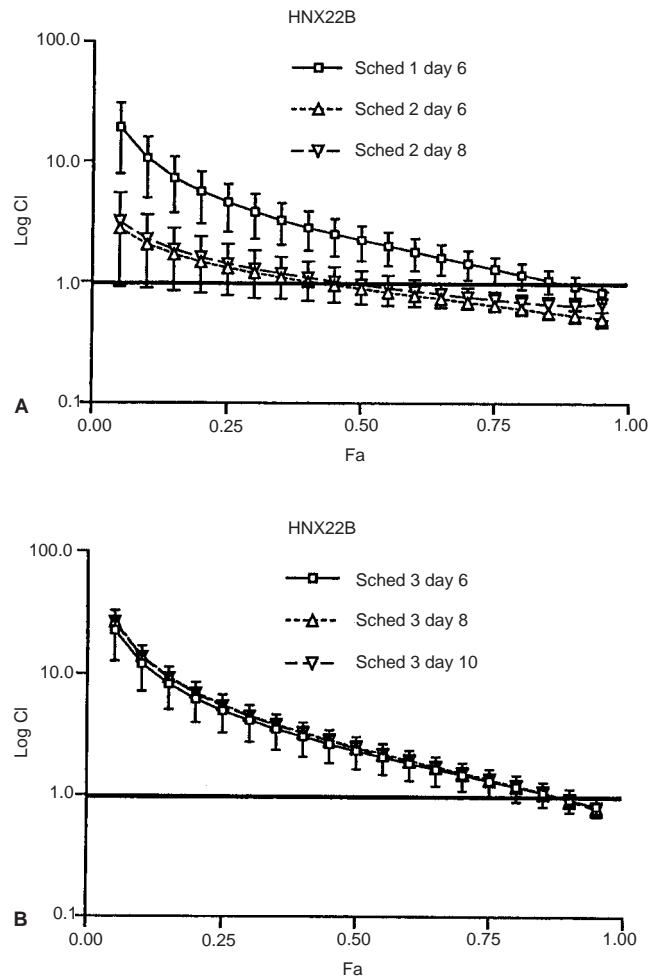 HNX22B
Sched 1 day 6
Sched 2 day 6
Sched 2 day 8
100.0
10.0
1.0
0.1
Log CI
0.00
0.25
0.50
0.75
1.00
Fa
A
HNX22B
Sched 3 day 6
Sched 3 day 8
Sched 3 day 10
100.0
10.0
1.0
0.1
Log CI
0.00
0.25
0.50
0.75
1.00
Fa
B